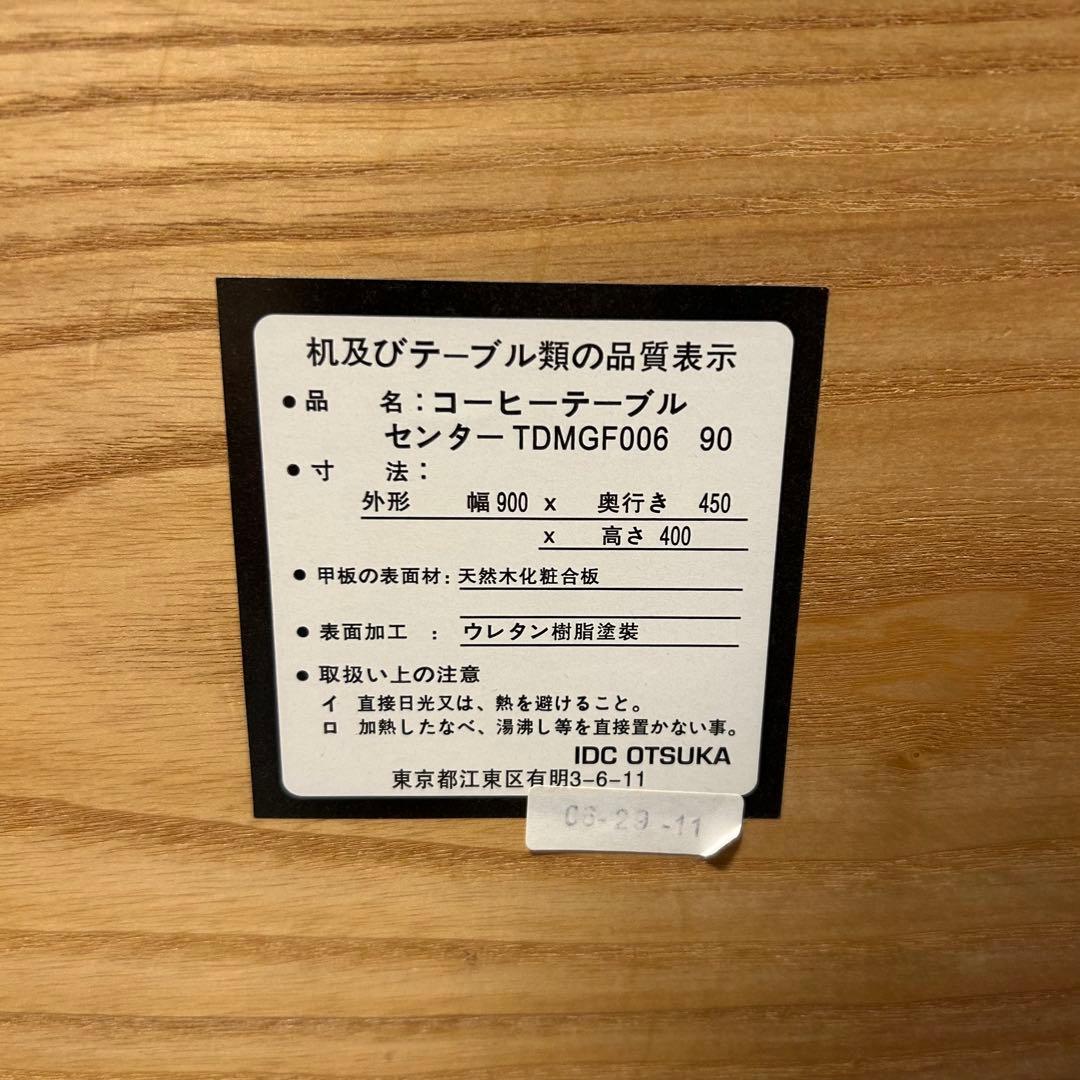 机及びテーブル類の品質表示
●品　名：コーヒーテーブル
センターTDMGF006　90
●寸　法：
外形　幅900　x　奥行き　450
x　高さ　400
●甲板の表面材：天然木化粧合板
●表面加工　：　ウレタン樹脂塗装
●取扱い上の注意
イ　直接日光又は、熱を避けること。
ロ　加熱したなべ、湯沸し等を直接置かない事。
IDC OTSUKA
東京都江東区有明3-6-11
06-29-11